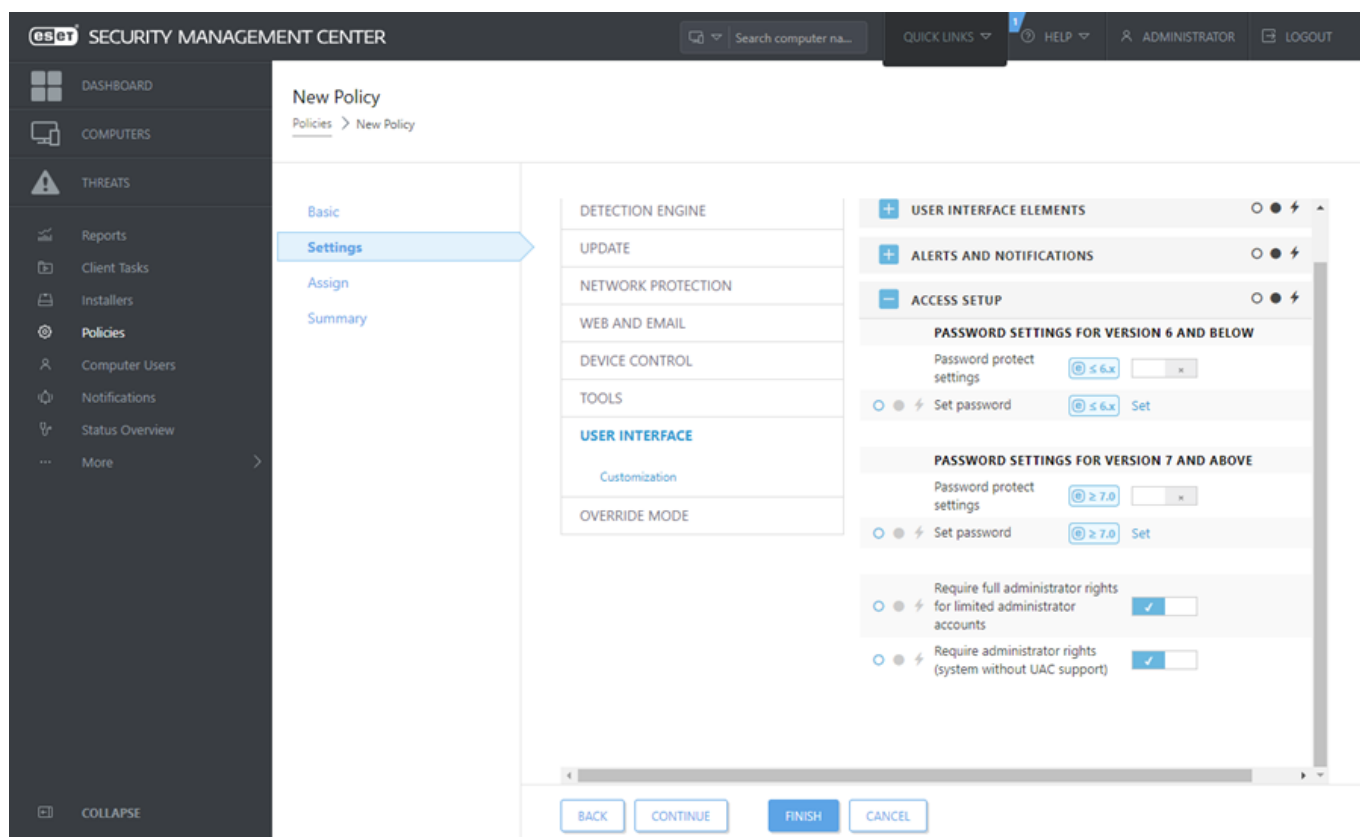 eset SECURITY MANAGEMENT CENTER
Search computer na...
QUICK LINKS
1
HELP
ADMINISTRATOR
LOGOUT
DASHBOARD
COMPUTERS
THREATS
Reports
Client Tasks
Installers
Policies
Computer Users
Notifications
Status Overview
More
COLLAPSE
New Policy
Policies > New Policy
Basic
Settings
Assign
Summary
DETECTION ENGINE
UPDATE
NETWORK PROTECTION
WEB AND EMAIL
DEVICE CONTROL
TOOLS
USER INTERFACE
Customization
OVERRIDE MODE
USER INTERFACE ELEMENTS
ALERTS AND NOTIFICATIONS
ACCESS SETUP
PASSWORD SETTINGS FOR VERSION 6 AND BELOW
Password protect
settings
e ≤ 6.x
Set password e ≤ 6.x Set
PASSWORD SETTINGS FOR VERSION 7 AND ABOVE
Password protect
settings
e ≥ 7.0
Set password e ≥ 7.0 Set
Require full administrator rights
for limited administrator
accounts
Require administrator rights
(system without UAC support)
BACK
CONTINUE
FINISH
CANCEL